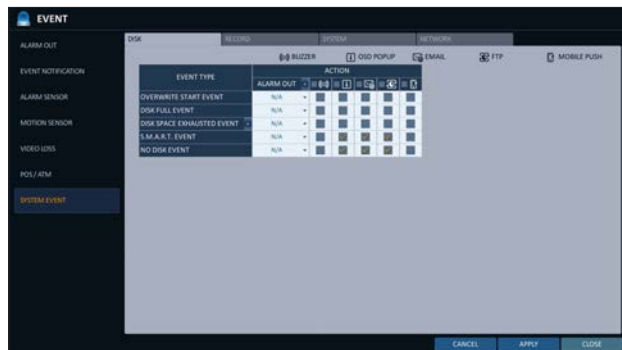 EVENT
DISK RECORD SYSTEM NETWORK
BUZZER OSD POPUP EMAIL FTP MOBILE PUSH
ALARM OUT
EVENT NOTIFICATION
ALARM SENSOR
MOTION SENSOR
VIDEO LOSS
POS / ATM
SYSTEM EVENT
EVENT TYPE ACTION
ALARM OUT
OVERWRITE START EVENT N/A
DISK FULL EVENT N/A
DISK SPACE EXHAUSTED EVENT N/A
S.M.A.R.T. EVENT N/A
NO DISK EVENT N/A
CANCEL APPLY CLOSE